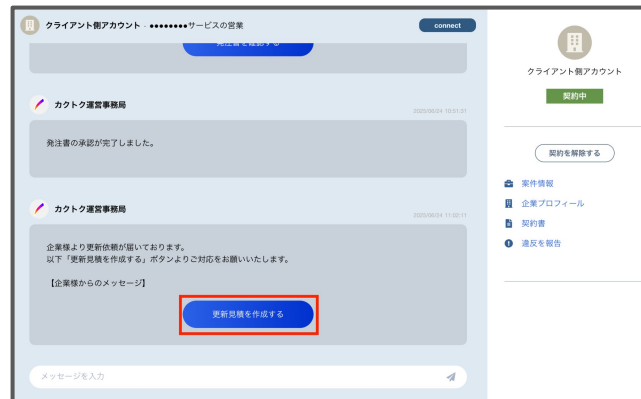 クライアント側アカウント - ●●●●●●●●サービスの営業
connect
発注書を確認する
カクトク運営事務局
2023/06/24 10:51:31
発注書の承認が完了しました。
カクトク運営事務局
2023/06/24 11:02:17
企業様より更新依頼が届いております。
以下「更新見積を作成する」ボタンよりご対応をお願いいたします。
【企業様からのメッセージ】
更新見積を作成する
メッセージを入力
クライアント側アカウント
契約中
契約を解除する
案件情報
企業プロフィール
契約書
違反を報告